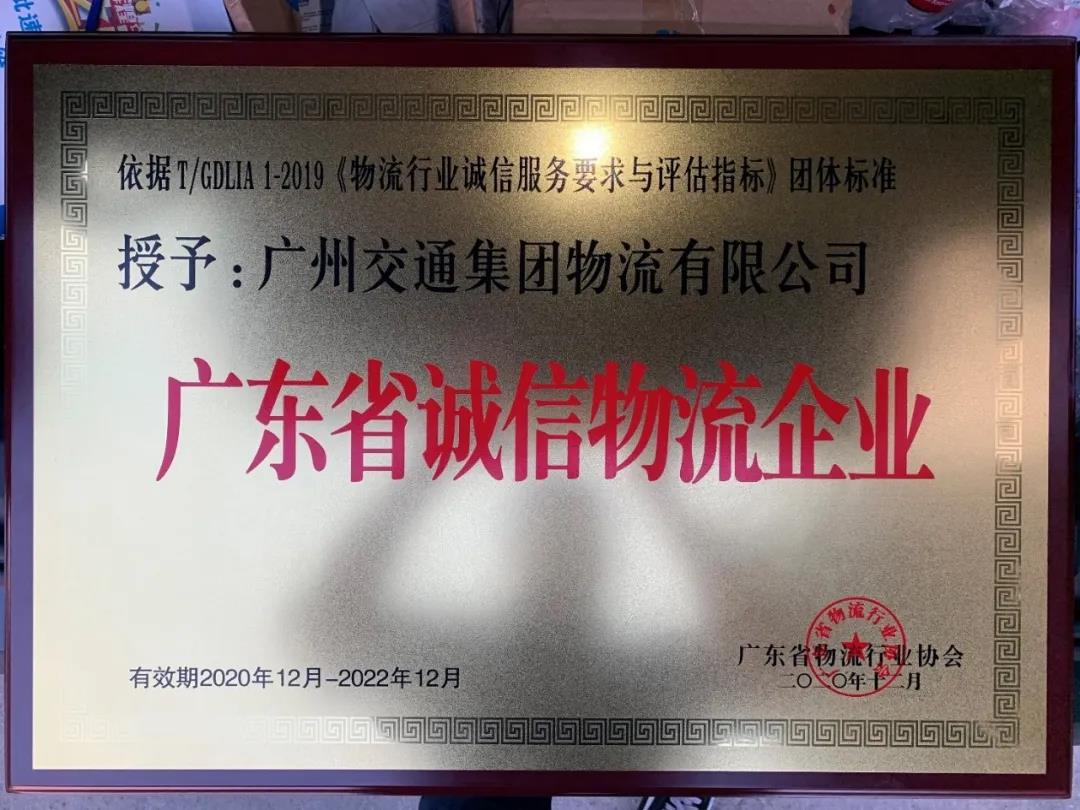 依据T/GDLIA 1-2019《物流行业诚信服务要求与评估指标》团体标准
授予：广州交通集团物流有限公司
广东省诚信物流企业
有效期2020年12月-2022年12月
广东省物流行业协会
二〇二〇年十二月